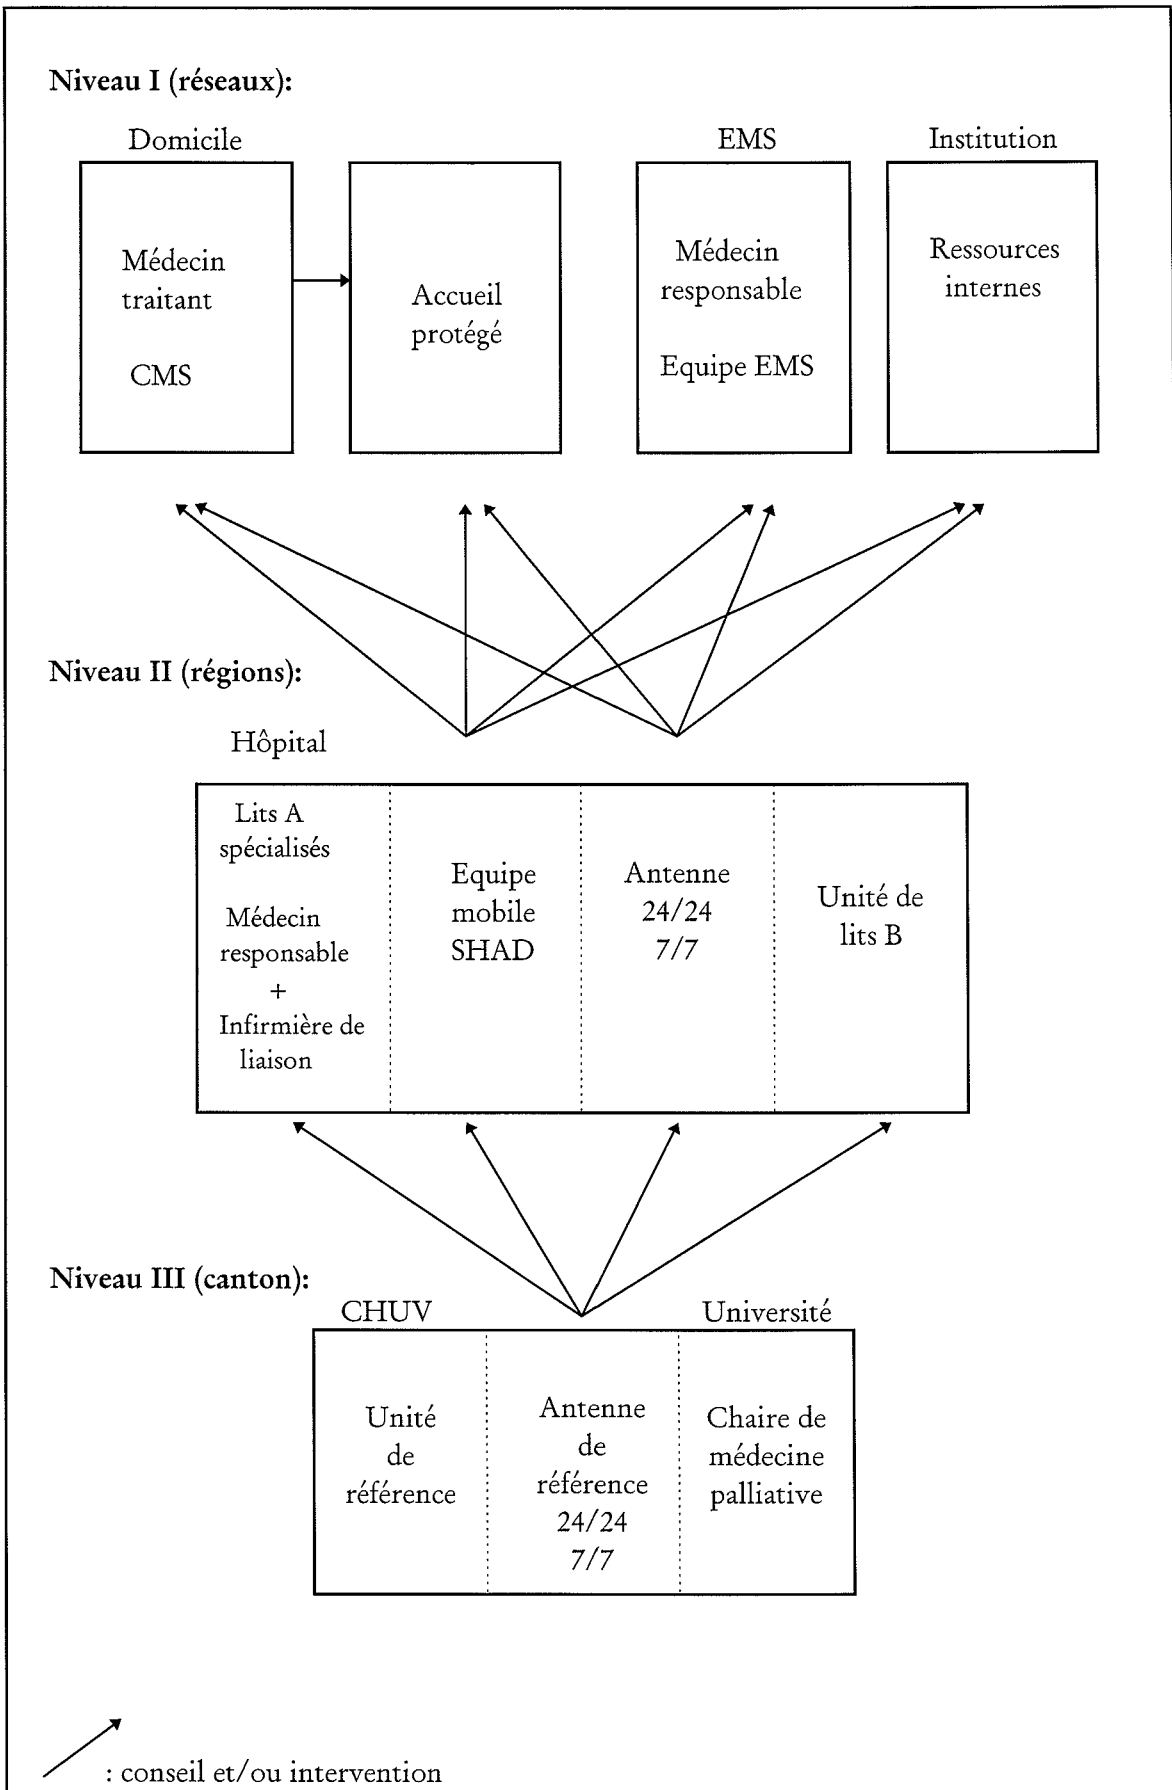 Niveau I (réseaux):
Domicile
EMS
Institution
Médecin
traitant
CMS
Accueil
protégé
Médecin
responsable
Equipe EMS
Ressources
internes
Niveau II (régions):
Hôpital
Lits A
spécialisés
Médecin
responsable
+
Infirmière de
liaison
Equipe
mobile
SHAD
Antenne
24/24
7/7
Unité de
lits B
Niveau III (canton):
CHUV
Université
Unité
de
référence
Antenne
de
référence
24/24
7/7
Chaire de
médecine
palliative
: conseil et/ou intervention